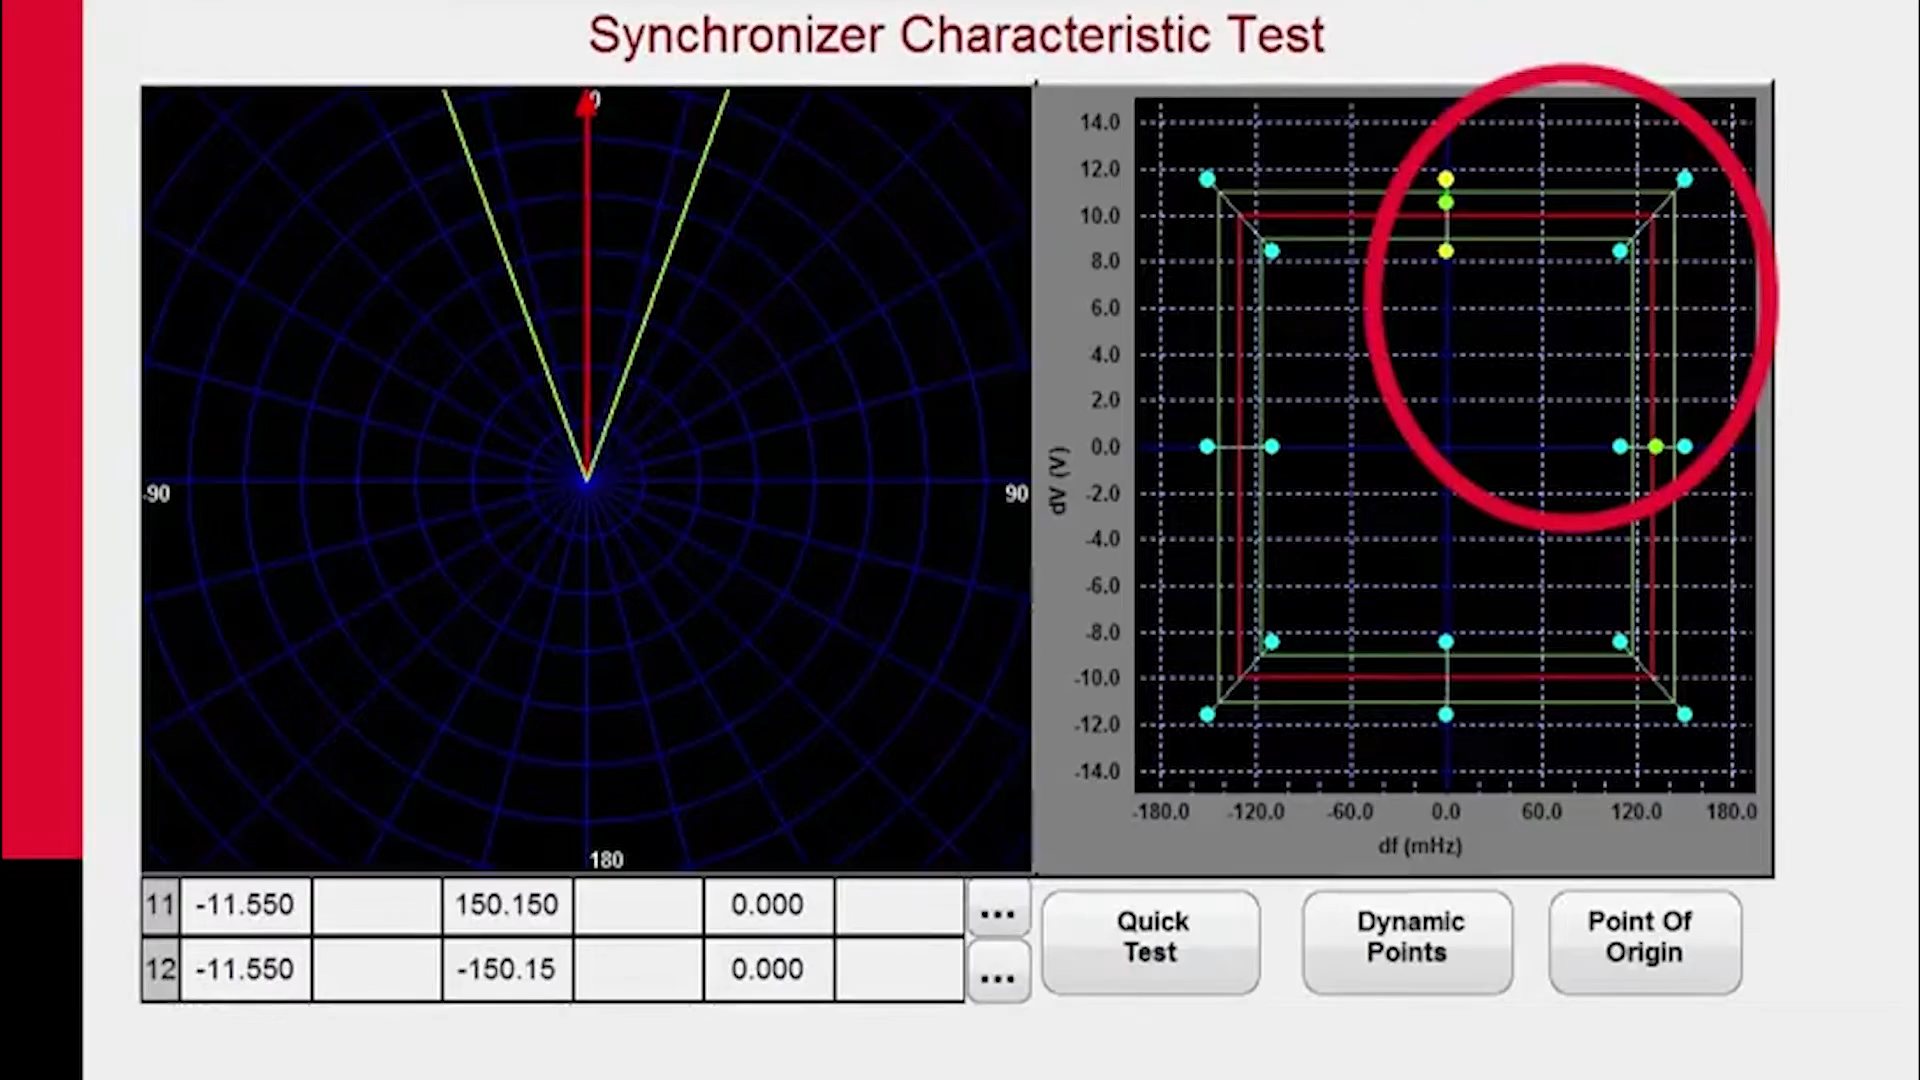 Synchronizer Characteristic Test
0
-90
90
180
14.0
12.0
10.0
8.0
6.0
4.0
2.0
0.0
-2.0
-4.0
-6.0
-8.0
-10.0
-12.0
-14.0
dV (V)
-180.0 -120.0 -60.0 0.0 60.0 120.0 180.0
df (mHz)
11 -11.550 150.150 0.000 ...
12 -11.550 -150.15 0.000 ...
Quick
Test
Dynamic
Points
Point Of
Origin